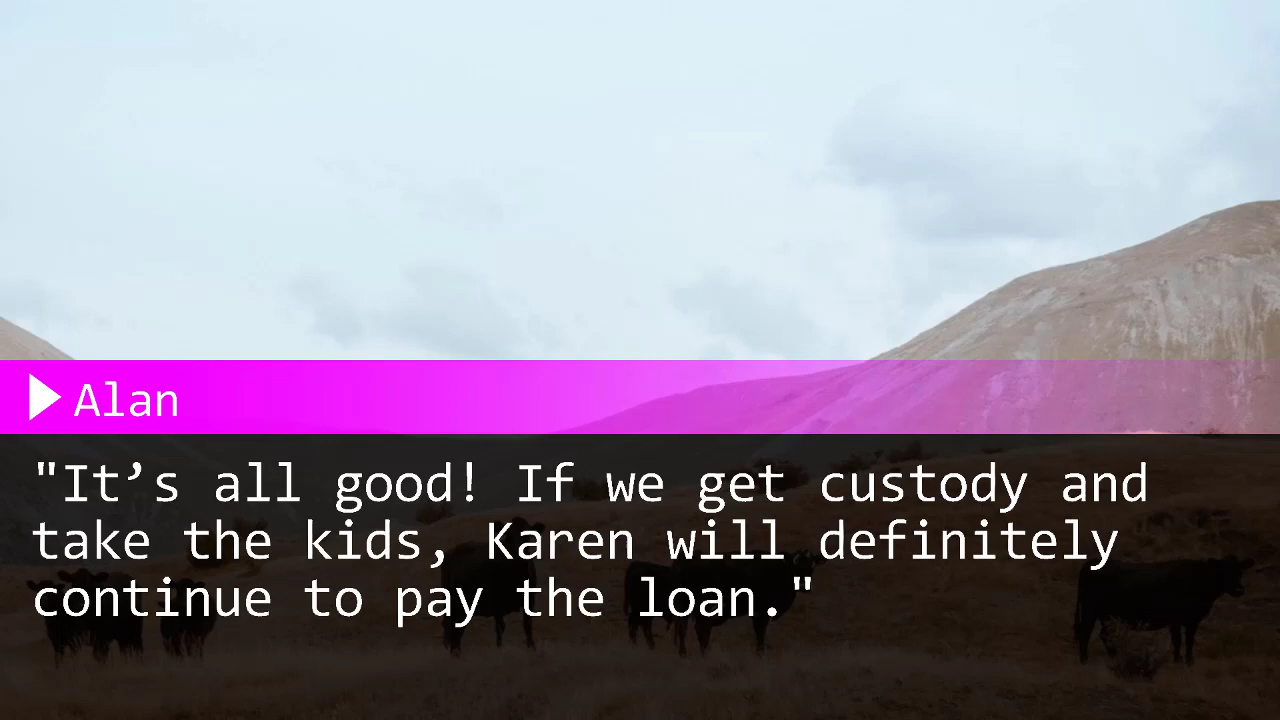 Alan
"It’s all good! If we get custody and
take the kids, Karen will definitely
continue to pay the loan."